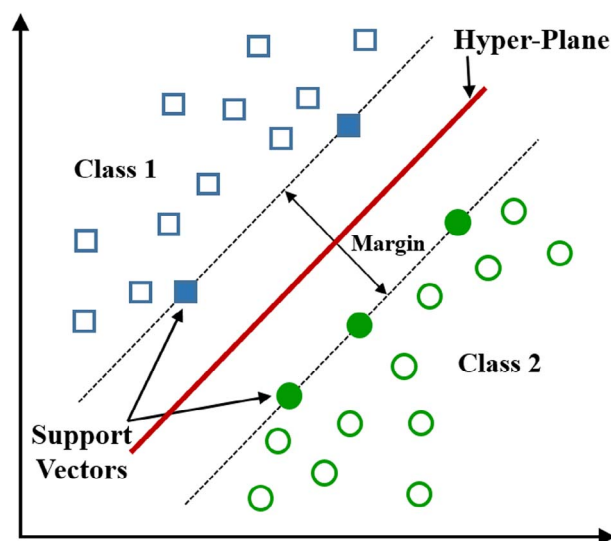 Hyper-Plane
Class 1
Margin
Class 2
Support
Vectors